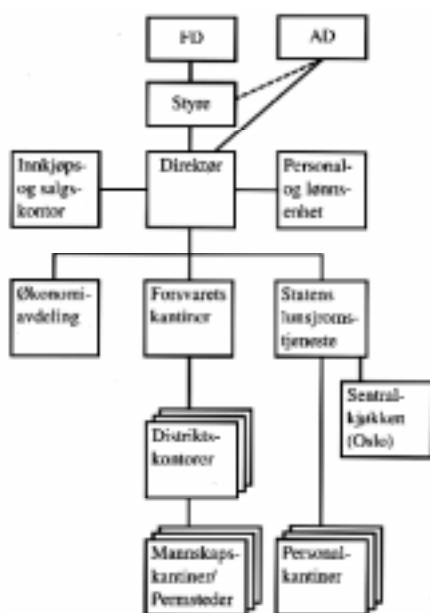 FD
AD
Styre
Innkjøps-
og salgs-
kontor
Direktør
Personal-
og lønns-
enhet
Økonomi-
avdeling
Forsvarets
kantiner
Statens
lunsjroms-
tjeneste
Sentral-
kjøkken
(Oslo)
Distrikts-
kontorer
Mannskaps-
kantiner/
Permsteder
Personal-
kantiner